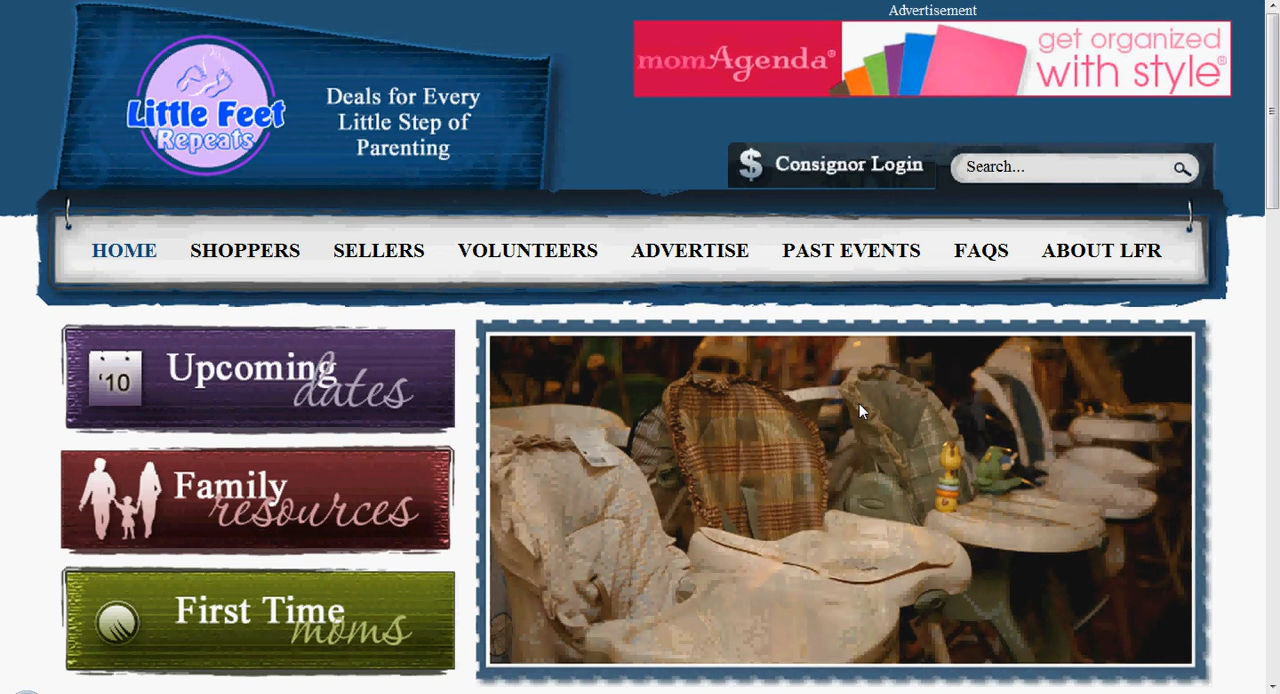 Advertisement
momAgenda®
get organized
with style®
Little Feet
Repeats
Deals for Every
Little Step of
Parenting
$ Consignor Login
Search...
HOME SHOPPERS SELLERS VOLUNTEERS ADVERTISE PAST EVENTS FAQS ABOUT LFR
'10
Upcoming
dates
Family
resources
First Time
moms